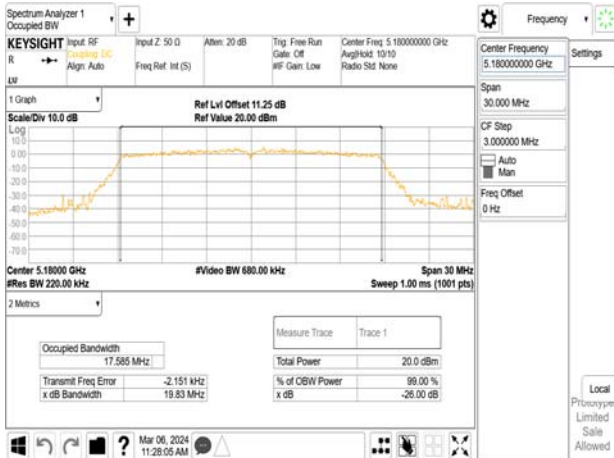 Spectrum Analyzer 1
Occupied BW
Frequency
KEYSIGHT
Input: RF
Coupling: DC
Align: Auto
Input Z: 50 Ω
Freq Ref: Int (S)
Atten: 20 dB
Trig: Free Run
Gate: Off
#IF Gain: Low
Center Freq: 5.180000000 GHz
Avg|Hold: 10/10
Radio Std: None
R
Center Frequency
5.180000000 GHz
Settings
Span
30.000 MHz
CF Step
3.000000 MHz
Auto
Man
Freq Offset
0 Hz
1 Graph
Scale/Div 10.0 dB
Ref Lvl Offset 11.25 dB
Ref Value 20.00 dBm
Log
10.0
0.00
-10.0
-20.0
-30.0
-40.0
-50.0
-60.0
-70.0
Center 5.18000 GHz
#Res BW 220.00 kHz
#Video BW 680.00 kHz
Span 30 MHz
Sweep 1.00 ms (1001 pts)
2 Metrics
Measure Trace
Trace 1
Occupied Bandwidth
17.585 MHz
Total Power
20.0 dBm
Transmit Freq Error
-2.151 kHz
% of OBW Power
99.00 %
x dB Bandwidth
19.83 MHz
x dB
-26.00 dB
Local
Prototype
Limited
Sale
Allowed
?
Mar 06, 2024
11:28:05 AM